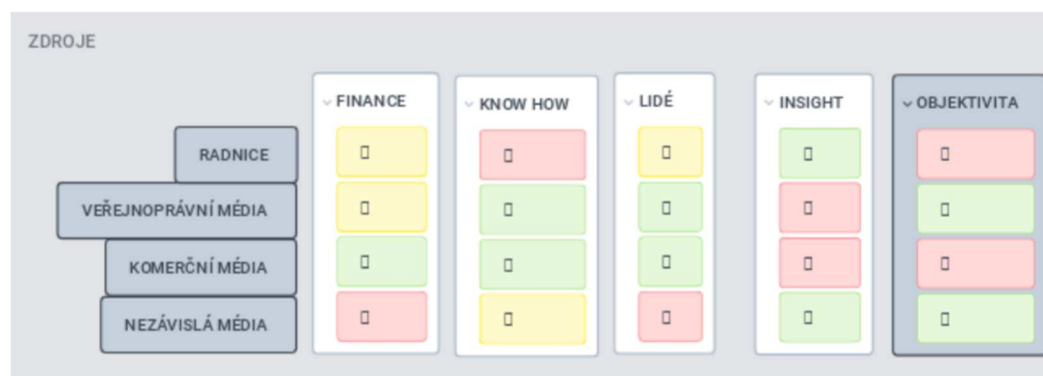 ZDROJE
FINANCE
KNOW HOW
LIDÉ
INSIGHT
OBJEKTIVITA
RADNICE
VEŘEJNOPRÁVNÍ MÉDIA
KOMERČNÍ MÉDIA
NEZÁVISLÁ MÉDIA